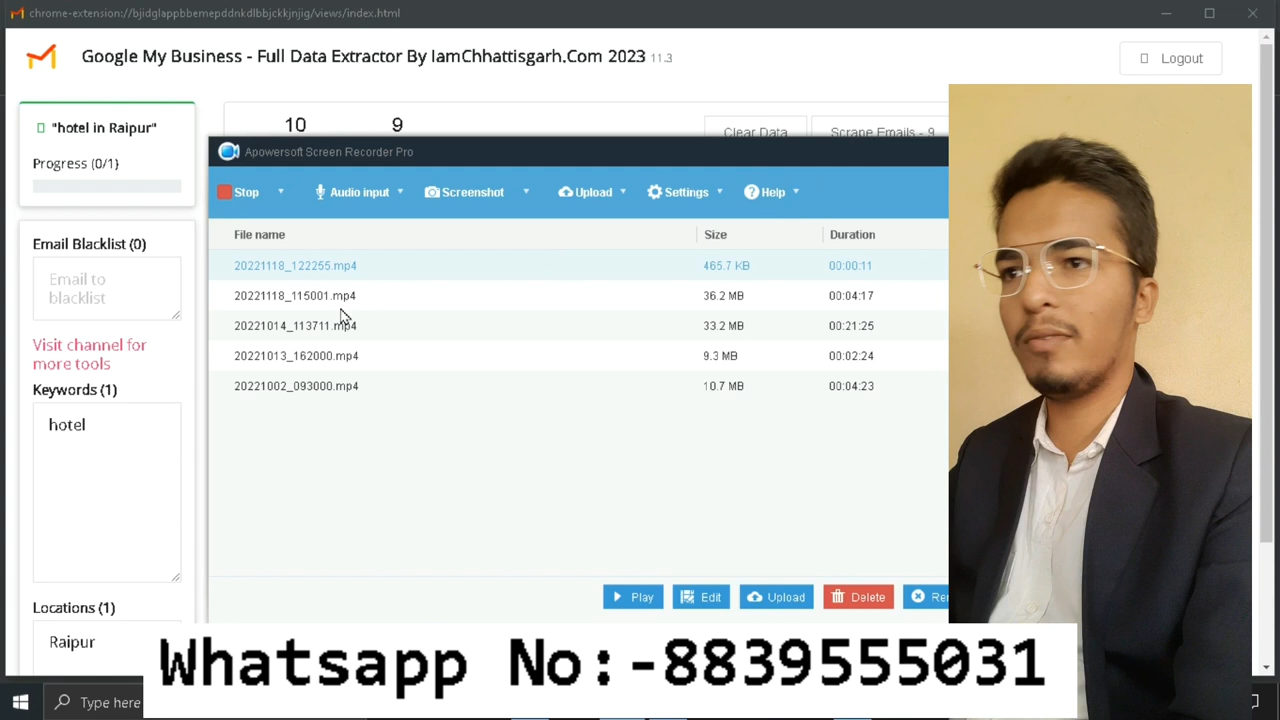 chrome-extension://bjidglappbbemepddnkdlbbjckkjnjig/views/index.html
Google My Business - Full Data Extractor By IamChhattisgarh.Com 2023 11.3
Logout
"hotel in Raipur"
Progress (0/1)
10 9
Clear Data Scrape Emails - 9
Apowersoft Screen Recorder Pro
Stop Audio input Screenshot Upload Settings Help
File name Size Duration
20221118_122255.mp4 465.7 KB 00:00:11
20221118_115001.mp4 36.2 MB 00:04:17
20221014_113711.mp4 33.2 MB 00:21:25
20221013_162000.mp4 9.3 MB 00:02:24
20221002_093000.mp4 10.7 MB 00:04:23
Email Blacklist (0)
Email to
blacklist
Visit channel for
more tools
Keywords (1)
hotel
Locations (1)
Raipur
Play Edit Upload Delete
Whatsapp No:-8839555031
Type here